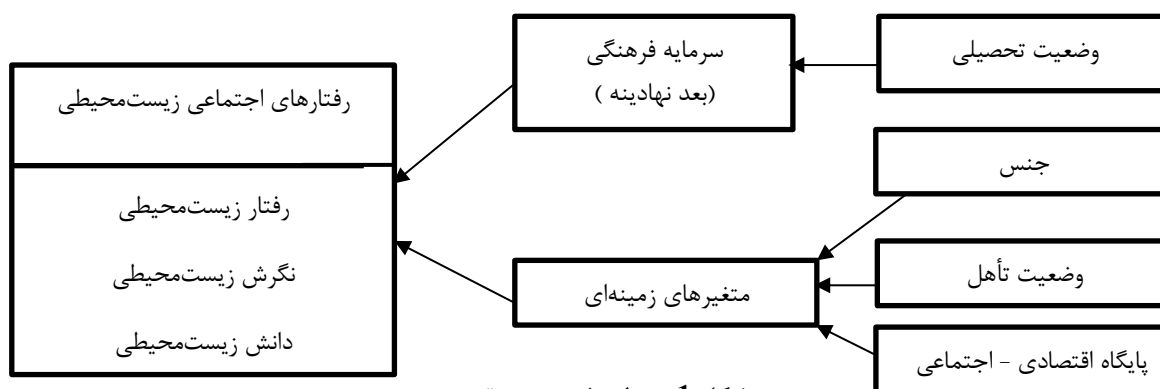 وضعیت تحصیلی
سرمایه فرهنگی
(بعد نهادینه )
رفتارهای اجتماعی زیست‌محیطی
جنس
رفتار زیست‌محیطی
نگرش زیست‌محیطی
دانش زیست‌محیطی
وضعیت تأهل
متغیرهای زمینه‌ای
پایگاه اقتصادی - اجتماعی